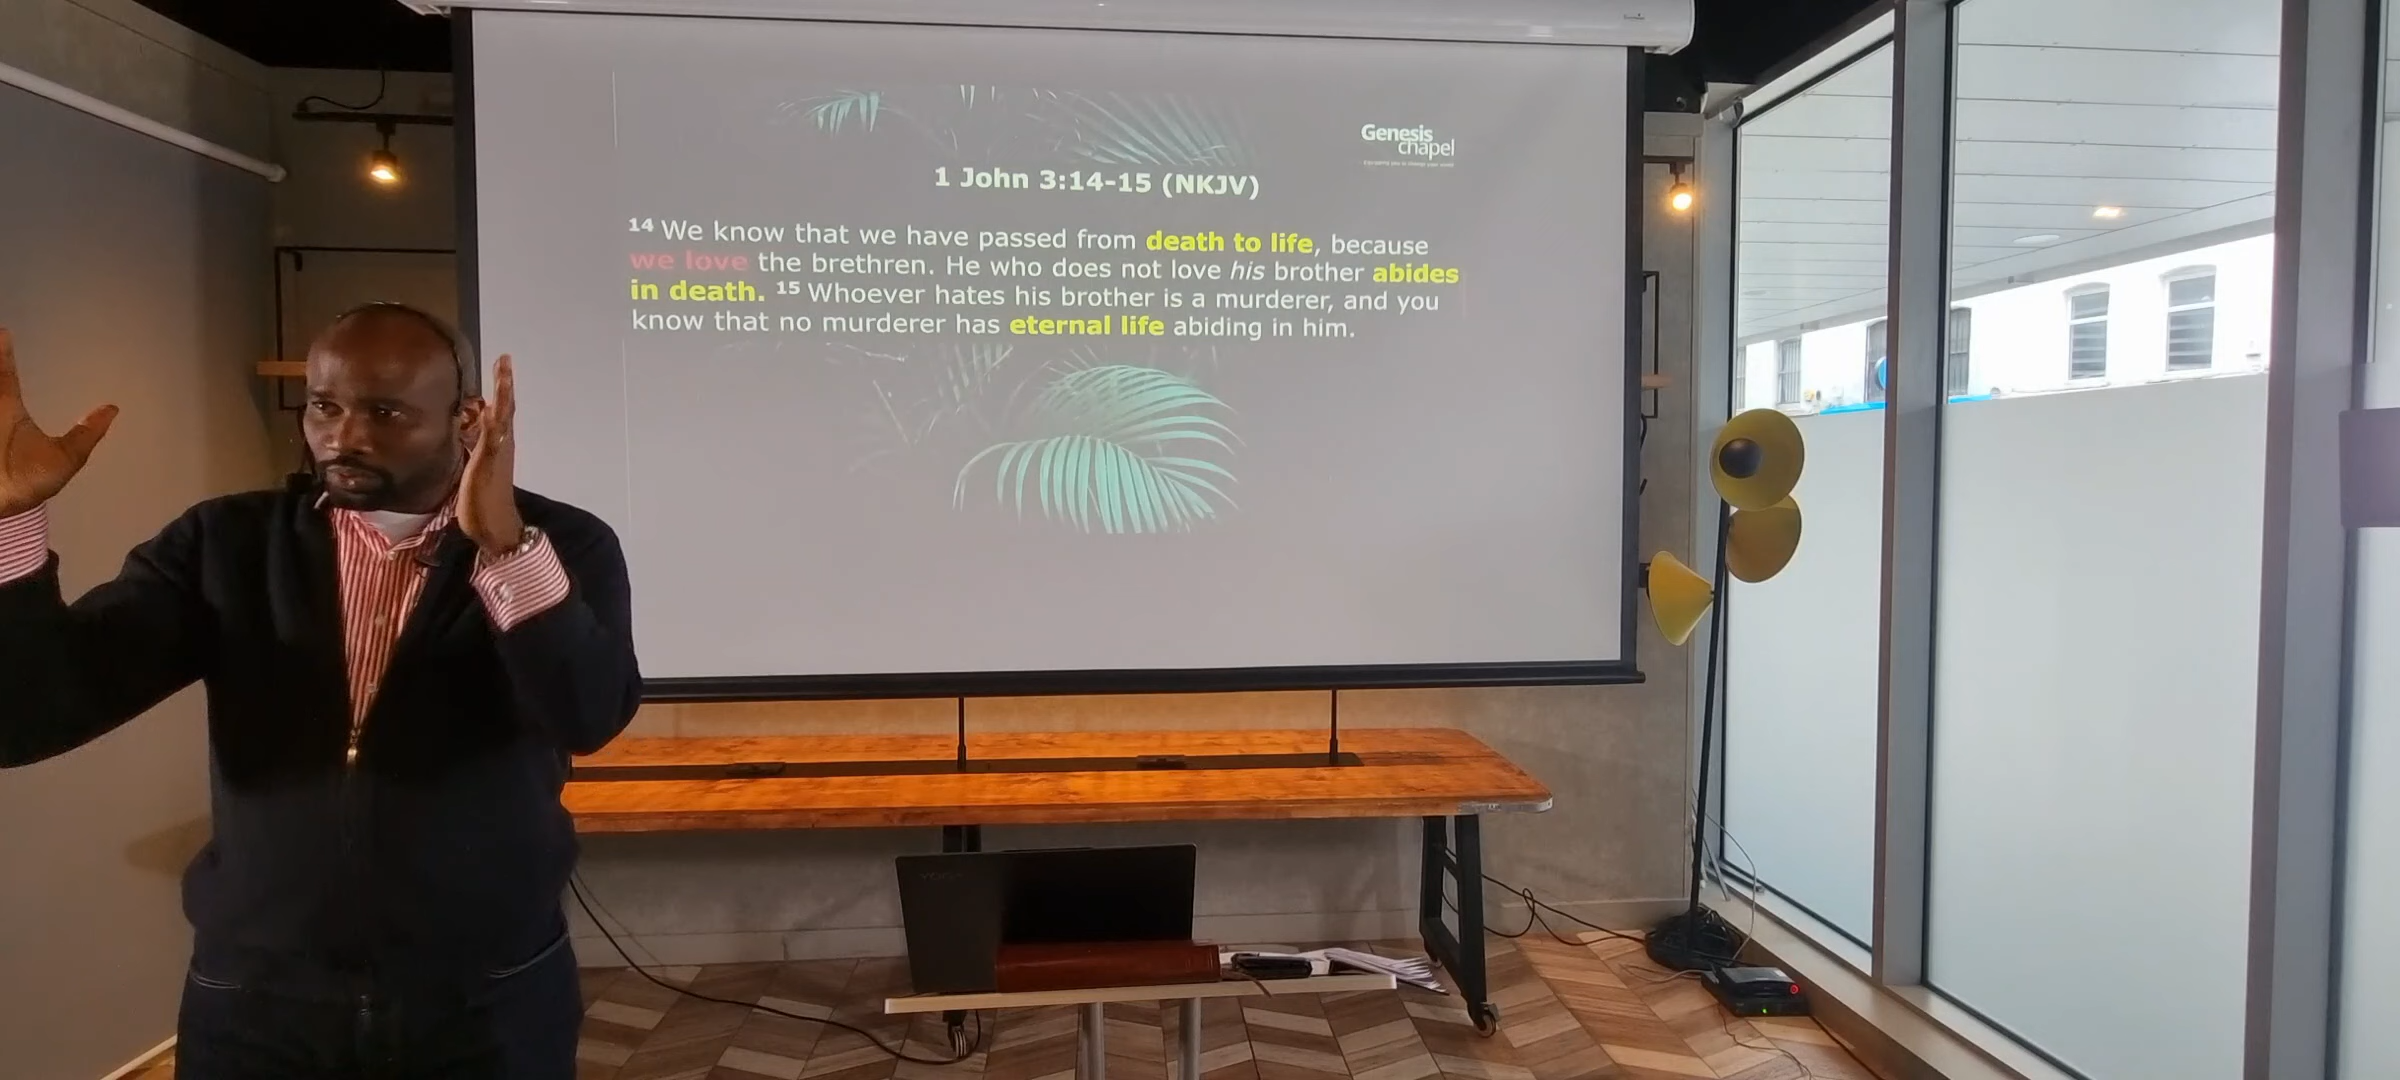 Genesis
chapel
1 John 3:14-15 (NKJV)
14 We know that we have passed from death to life, because
we love the brethren. He who does not love his brother abides
in death. 15 Whoever hates his brother is a murderer, and you
know that no murderer has eternal life abiding in him.
YOGA